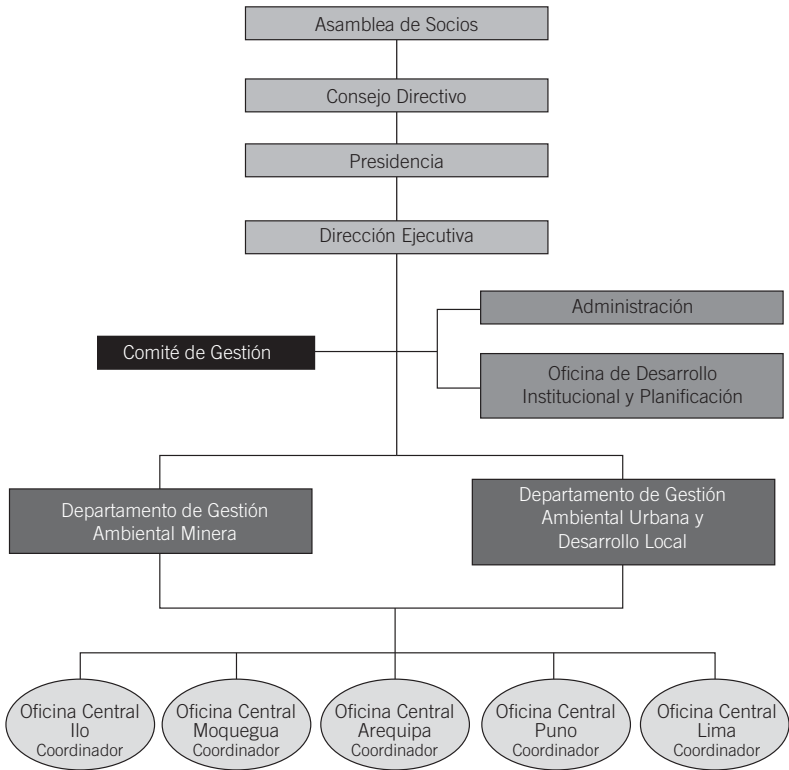 Asamblea de Socios
Consejo Directivo
Presidencia
Dirección Ejecutiva
Administración
Comité de Gestión
Oficina de Desarrollo
Institucional y Planificación
Departamento de Gestión
Ambiental Minera
Departamento de Gestión
Ambiental Urbana y
Desarrollo Local
Oficina Central
Ilo
Coordinador
Oficina Central
Moquegua
Coordinador
Oficina Central
Arequipa
Coordinador
Oficina Central
Puno
Coordinador
Oficina Central
Lima
Coordinador